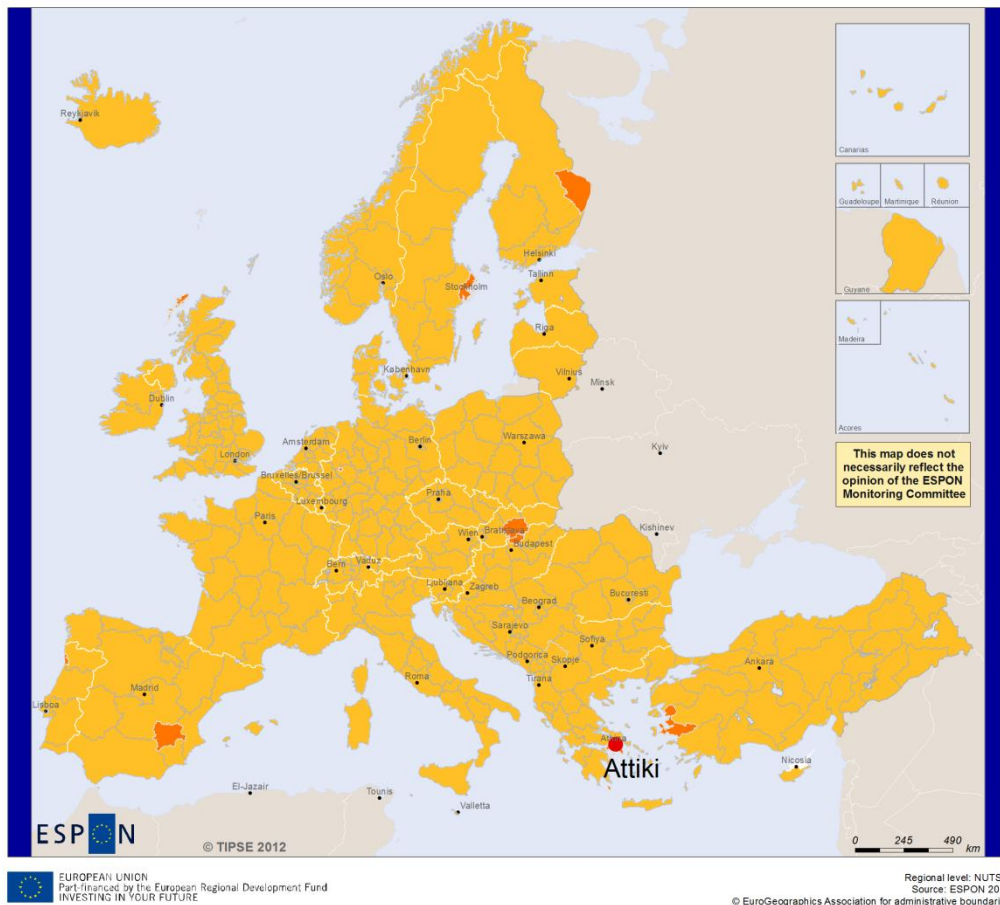 Reykjavik
Canarias
Guadeloupe
Martinique
Réunion
Helsinki
Tallinn
Oslo
Stockholm
Guyane
Riga
Madeira
København
Vilnius
Minsk
Dublin
Acores
Amsterdam
Berlin
Warszawa
London
Kyiv
This map does not
necessarily reflect the
opinion of the ESPON
Monitoring Committee
Bruxelles/Brussel
Praha
Luxembourg
Paris
Kishinev
Wien
Bratislava
Budapest
Bern
Vaduz
Ljubljana
Zagreb
Bucuresti
Beograd
Sarajevo
Sofiya
Podgorica
Skopje
Ankara
Roma
Tirana
Madrid
Lisboa
Attiki
Nicosia
El-Jazair
Tounis
Valletta
ESPON
© TIPSE 2012
0 245 490
km
EUROPEAN UNION
Part-financed by the European Regional Development Fund
INVESTING IN YOUR FUTURE
Regional level: NUTS
Source: ESPON 20
© EuroGeographics Association for administrative boundari